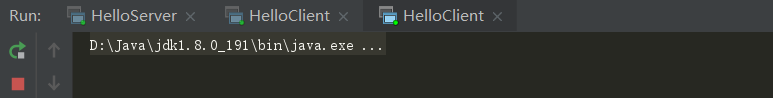 Run: HelloServer HelloClient HelloClient
D:\Java\jdk1.8.0_191\bin\java.exe ...